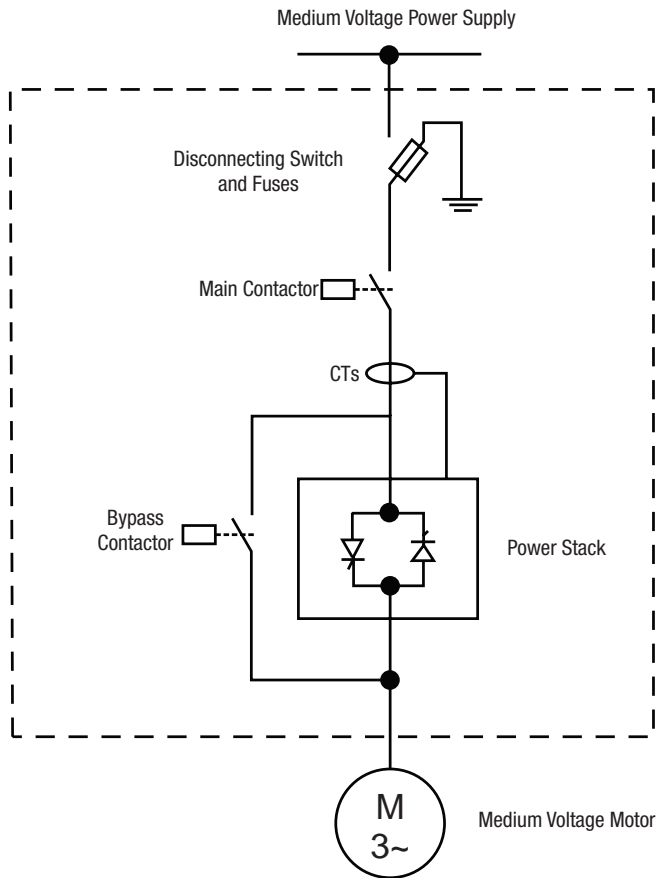 Medium Voltage Power Supply
Disconnecting Switch
and Fuses
Main Contactor
CTs
Bypass
Contactor
Power Stack
M
3~
Medium Voltage Motor